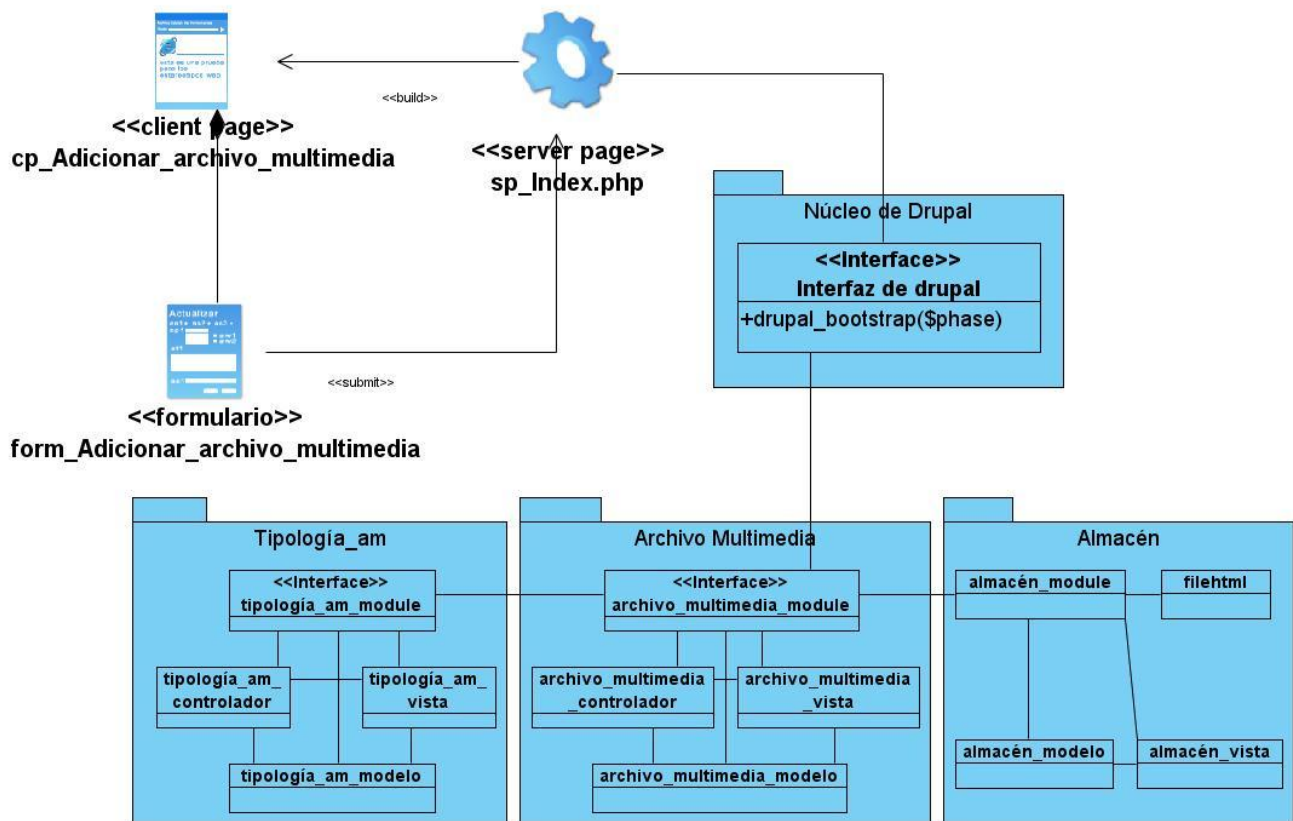 <<build>>
<<client page>>
cp_Adicionar_archivo_multimedia
<<server page>>
sp_Index.php
Núcleo de Drupal
<<Interface>>
Interfaz de drupal
+drupal_bootstrap($phase)
Actualizar
<<submit>>
<<formulario>>
form_Adicionar_archivo_multimedia
Tipología_am
<<Interface>>
tipología_am_module
tipología_am_
controlador
tipología_am_
vista
tipología_am_modelo
Archivo Multimedia
<<Interface>>
archivo_multimedia_module
archivo_multimedia
_controlador
archivo_multimedia
_vista
archivo_multimedia_modelo
Almacén
almacén_module
filehtml
almacén_modelo
almacén_vista